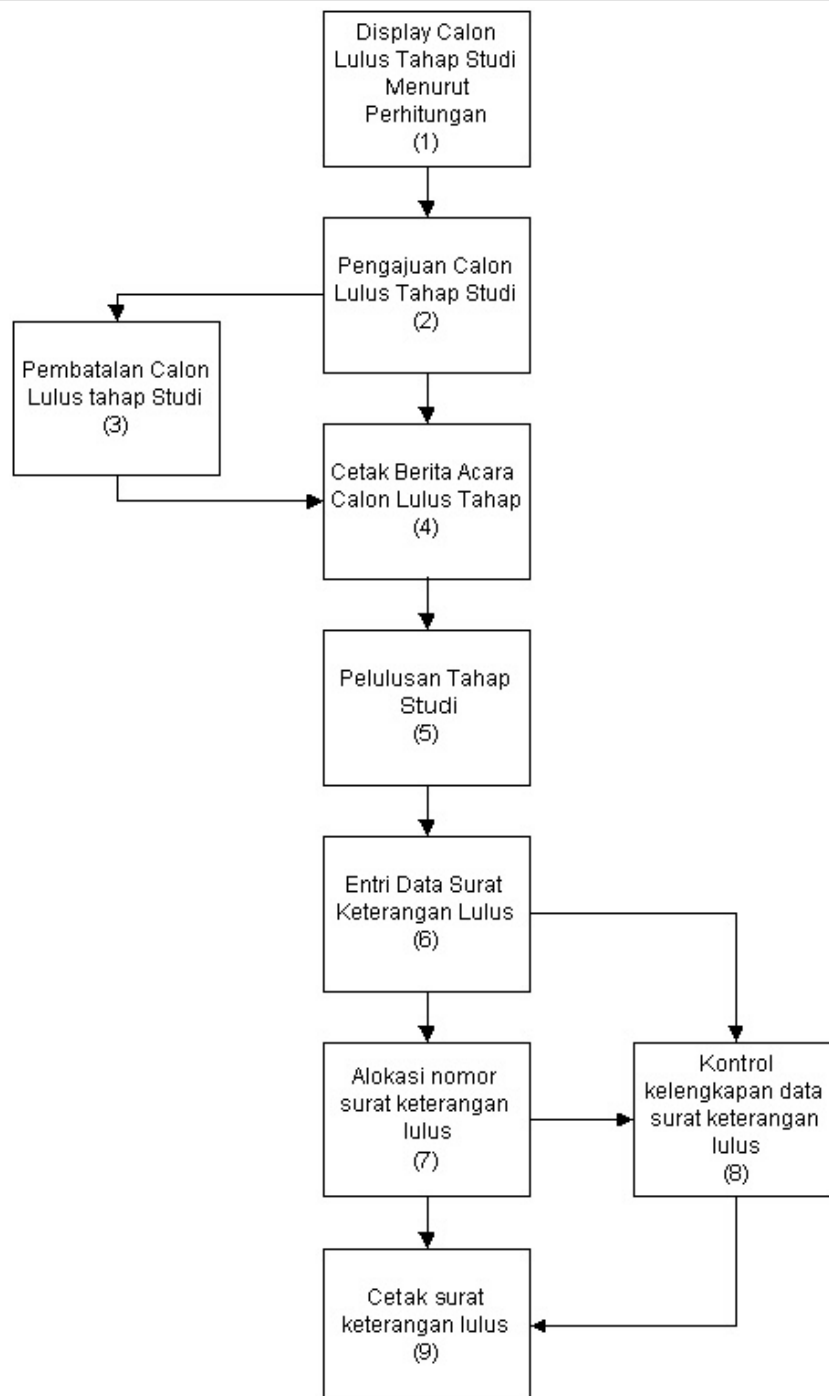 Display Calon
Lulus Tahap Studi
Menurut
Perhitungan
(1)
Pengajuan Calon
Lulus Tahap Studi
(2)
Pembatalan Calon
Lulus tahap Studi
(3)
Cetak Berita Acara
Calon Lulus Tahap
(4)
Pelulusan Tahap
Studi
(5)
Entri Data Surat
Keterangan Lulus
(6)
Alokasi nomor
surat keterangan
lulus
(7)
Kontrol
kelengkapan data
surat keterangan
lulus
(8)
Cetak surat
keterangan lulus
(9)